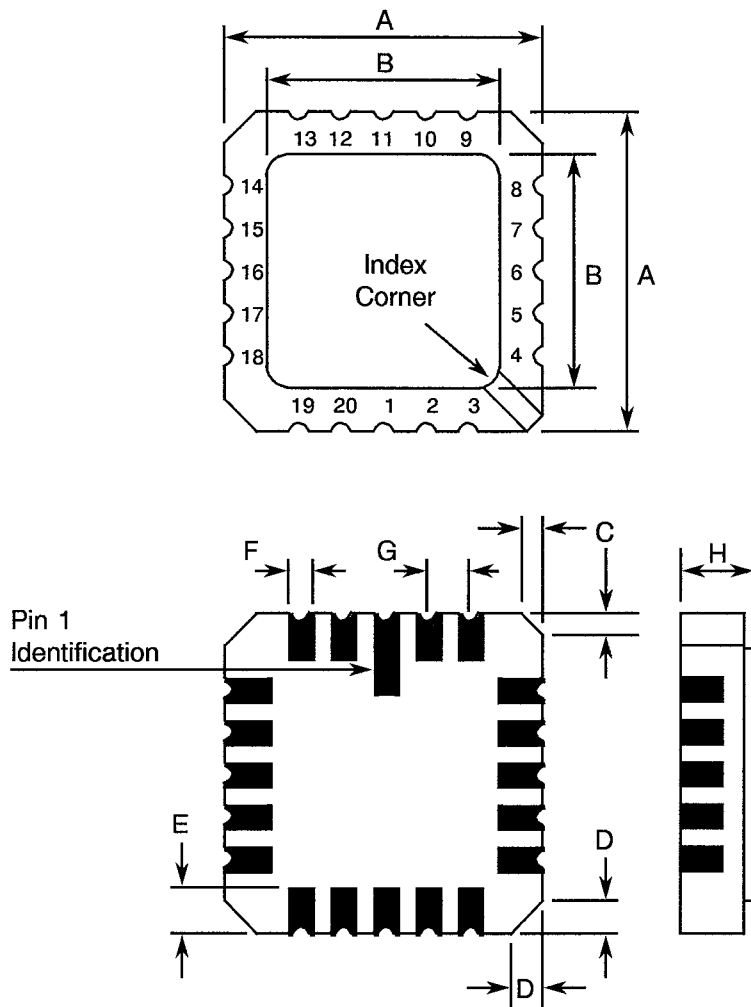 A
B
13 12 11 10 9
14 8
15 7
16 6
17 5
18 4
Index
Corner
B A
19 20 1 2 3
F G C H
Pin 1
Identification
E D
D